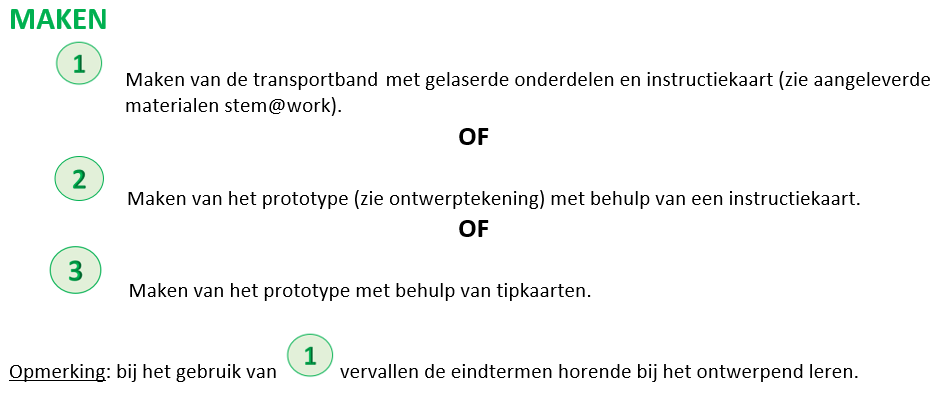 MAKEN
1
Maken van de transportband met gelaserde onderdelen en instructiekaart (zie aangeleverde
materialen stem@work).
OF
2
Maken van het prototype (zie ontwerptekening) met behulp van een instructiekaart.
OF
3
Maken van het prototype met behulp van tipkaarten.
Opmerking: bij het gebruik van 1 vervallen de eindtermen horende bij het ontwerpend leren.